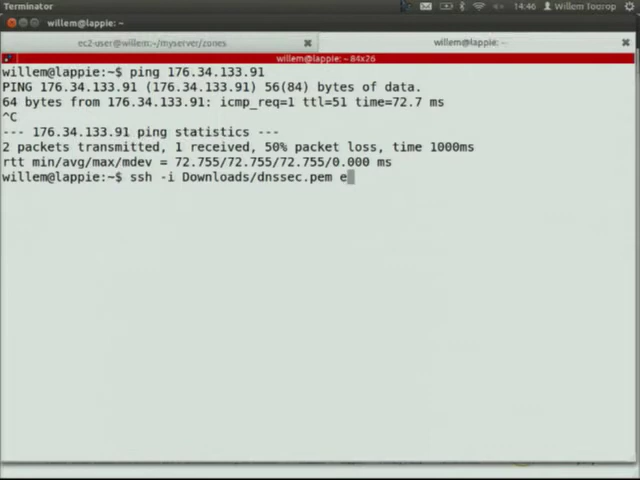 Terminator
14:46 Willem Toorop
willem@lappie: ~
ec2-user@willem:~/myserver/zones
willem@lappie: ~
willem@lappie: ~ 84x26
willem@lappie:~$ ping 176.34.133.91
PING 176.34.133.91 (176.34.133.91) 56(84) bytes of data.
64 bytes from 176.34.133.91: icmp_req=1 ttl=51 time=72.7 ms
^C
--- 176.34.133.91 ping statistics ---
2 packets transmitted, 1 received, 50% packet loss, time 1000ms
rtt min/avg/max/mdev = 72.755/72.755/72.755/0.000 ms
willem@lappie:~$ ssh -i Downloads/dnssec.pem e